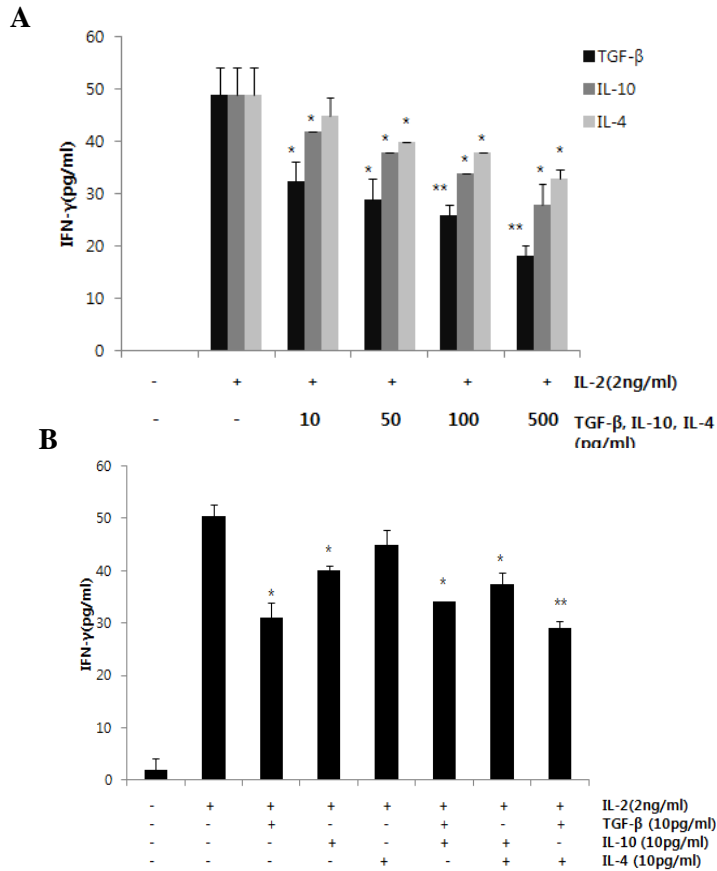 A
60
50
40
30
20
10
0
IFN-γ(pg/ml)
TGF-β
IL-10
IL-4
* * * * * * ** * * ** * *
- + + + + + IL-2(2ng/ml)
- - 10 50 100 500 TGF-β, IL-10, IL-4
(pg/ml)
B
60
50
40
30
20
10
0
IFN-γ(pg/ml)
* * * * **
- + + + + + + + IL-2(2ng/ml)
- - + - - + - + TGF-β (10pg/ml)
- - - + - + + - IL-10 (10pg/ml)
- - - - + - + + IL-4 (10pg/ml)